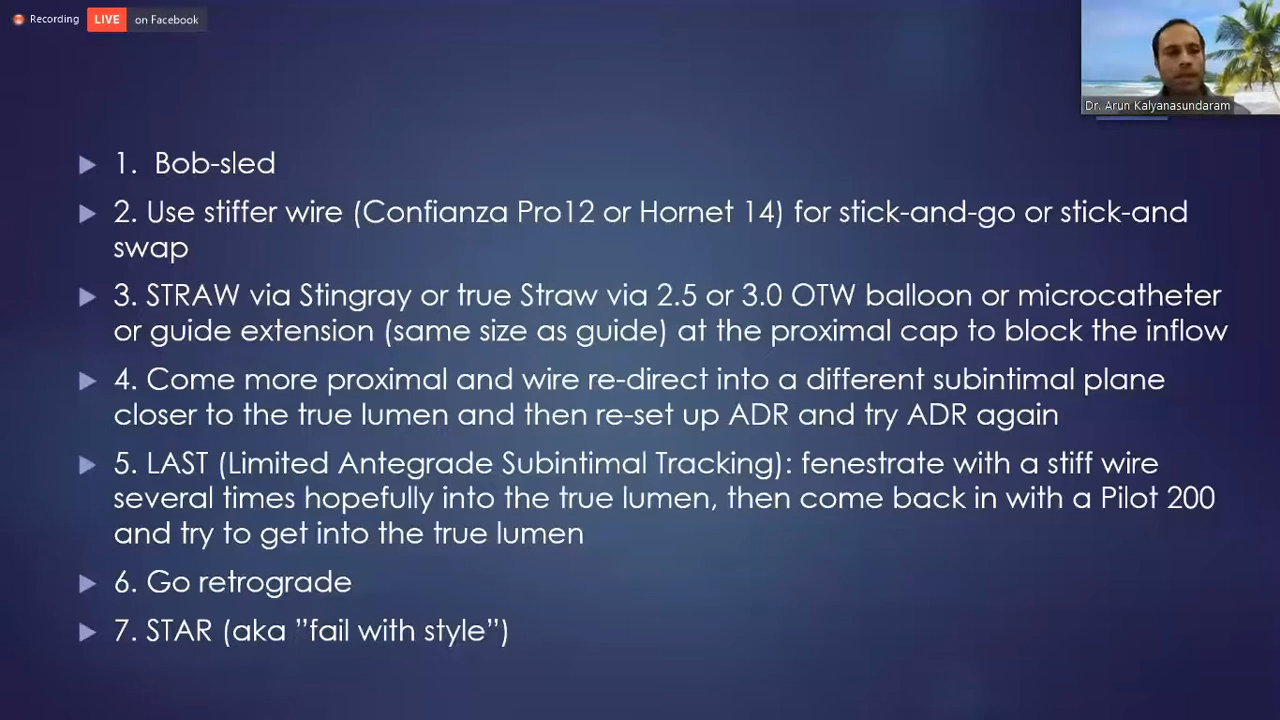 Recording LIVE on Facebook
Dr. Arun Kalyanasundaram
1. Bob-sled
2. Use stiffer wire (Confianza Pro12 or Hornet 14) for stick-and-go or stick-and
swap
3. STRAW via Stingray or true Straw via 2.5 or 3.0 OTW balloon or microcatheter
or guide extension (same size as guide) at the proximal cap to block the inflow
4. Come more proximal and wire re-direct into a different subintimal plane
closer to the true lumen and then re-set up ADR and try ADR again
5. LAST (Limited Antegrade Subintimal Tracking): fenestrate with a stiff wire
several times hopefully into the true lumen, then come back in with a Pilot 200
and try to get into the true lumen
6. Go retrograde
7. STAR (aka ”fail with style”)